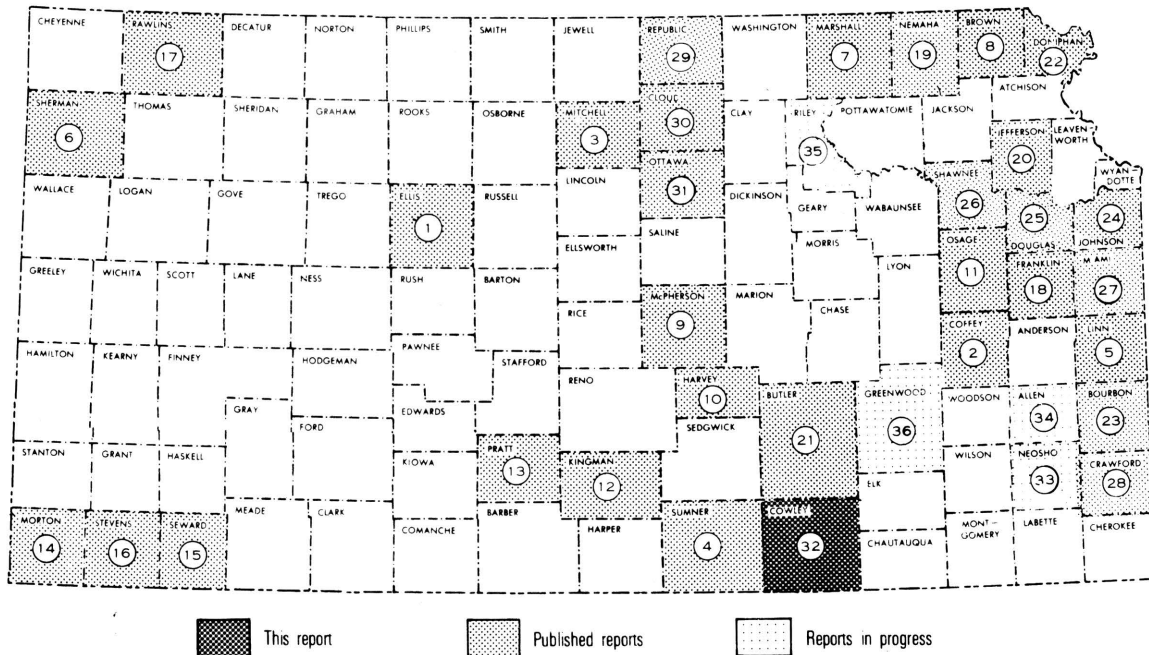 CHEYENNE
RAWLINS
17
DECATUR
NORTON
PHILLIPS
SMITH
JEWELL
REPUBLIC
29
WASHINGTON
MARSHALL
7
NEMAHA
19
BROWN
8
DONIPHAN
22
ATCHISON
SHERMAN
6
THOMAS
SHERIDAN
GRAHAM
ROOKS
OSBORNE
MITCHELL
3
CLOUD
30
CLAY
RILEY
35
POTTAWATOMIE
JACKSON
JEFFERSON
20
LEAVEN
WORTH
WYAN-
DOTTE
WALLACE
LOGAN
GOVE
TREGO
ELLIS
1
RUSSELL
LINCOLN
OTTAWA
31
DICKINSON
GEARY
WABAUNSEE
SHAWNEE
26
DOUGLAS
25
JOHNSON
24
ELLSWORTH
SALINE
MORRIS
LYON
OSAGE
11
FRANKLIN
18
MIAMI
27
GREELEY
WICHITA
SCOTT
LANE
NESS
RUSH
BARTON
RICE
McPHERSON
9
MARION
CHASE
COFFEY
2
ANDERSON
LINN
5
HAMILTON
KEARNY
FINNEY
HODGEMAN
PAWNEE
STAFFORD
RENO
HARVEY
10
BUTLER
21
GREENWOOD
36
WOODSON
ALLEN
34
BOURBON
23
GRAY
FORD
EDWARDS
SEDGWICK
STANTON
GRANT
HASKELL
KIOWA
PRATT
13
KINGMAN
12
ELK
WILSON
NEOSHO
33
CRAWFORD
28
MORTON
14
STEVENS
16
SEWARD
15
MEADE
CLARK
COMANCHE
BARBER
HARPER
SUMNER
4
COWLEY
32
CHAUTAUQUA
MONT-
GOMERY
LABETTE
CHEROKEE
This report
Published reports
Reports in progress